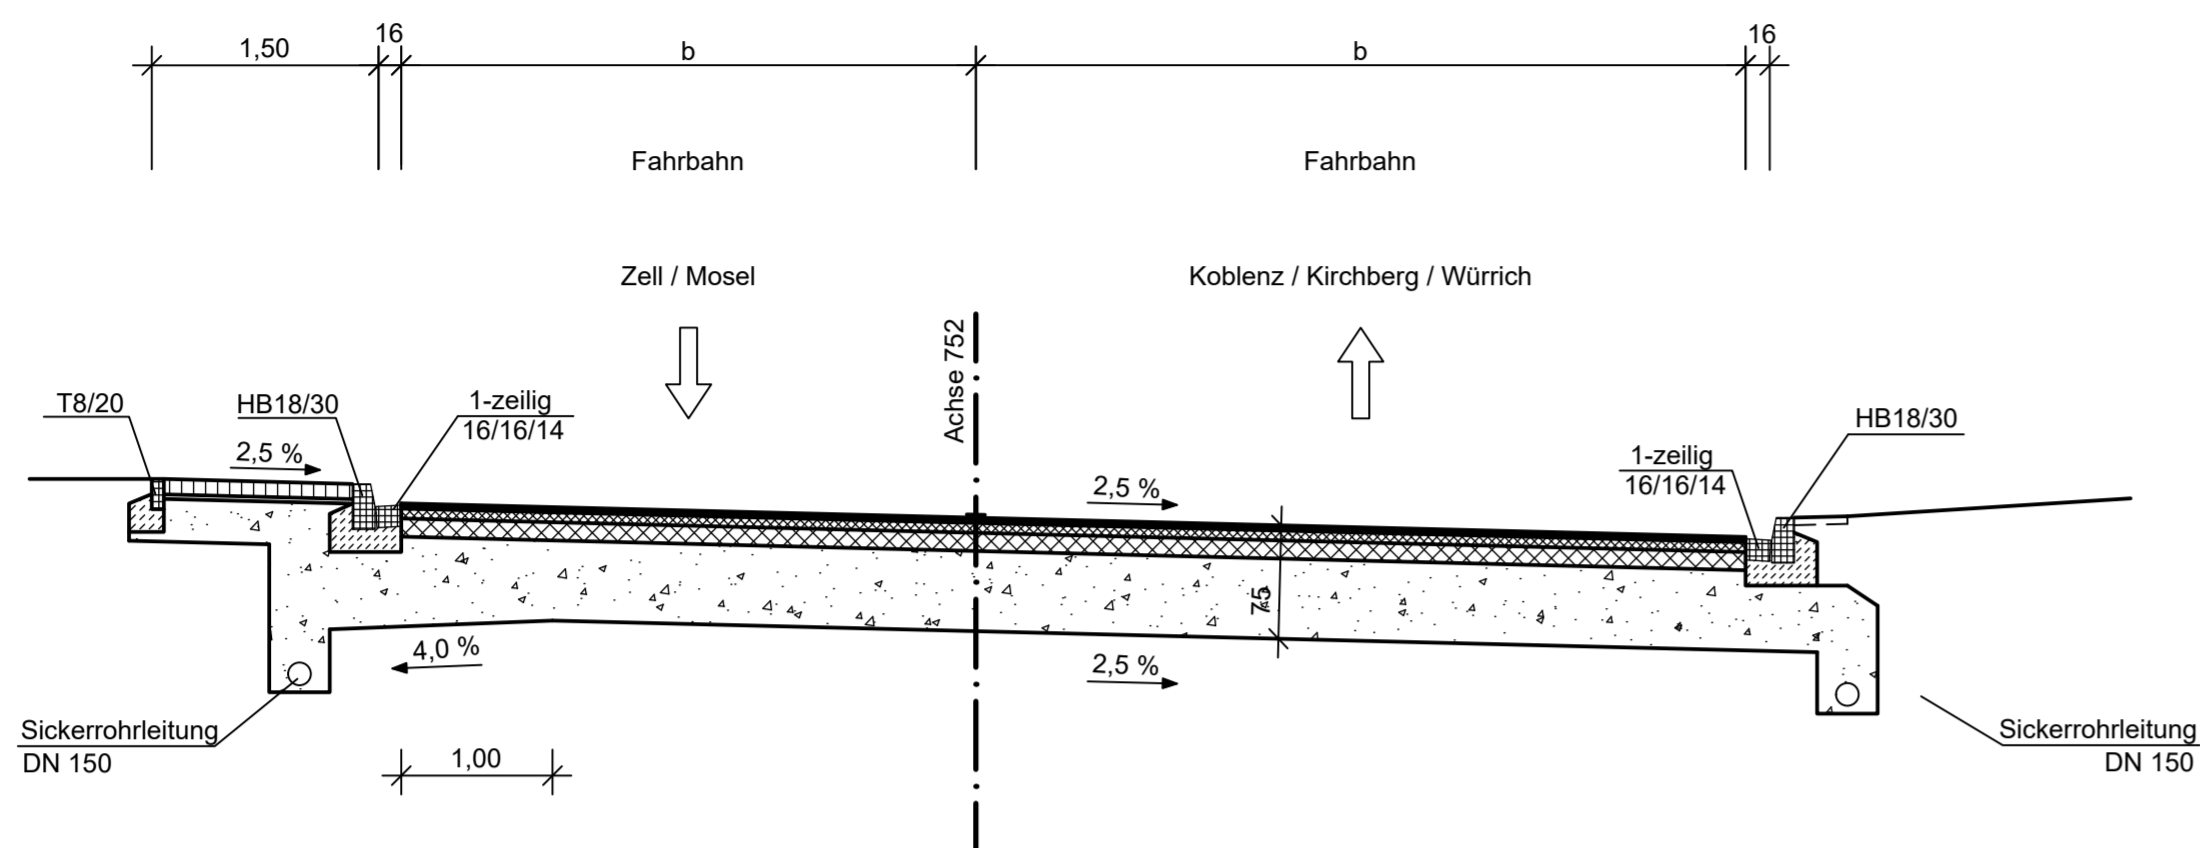 16
16
1,50
b
b
Fahrbahn
Fahrbahn
Zell / Mosel
Koblenz / Kirchberg / Würrich
Achse 752
T8/20
HB18/30
1-zeilig
16/16/14
HB18/30
2,5 %
1-zeilig
16/16/14
2,5 %
75
4,0 %
2,5 %
Sickerrohrleitung
DN 150
1,00
Sickerrohrleitung
DN 150